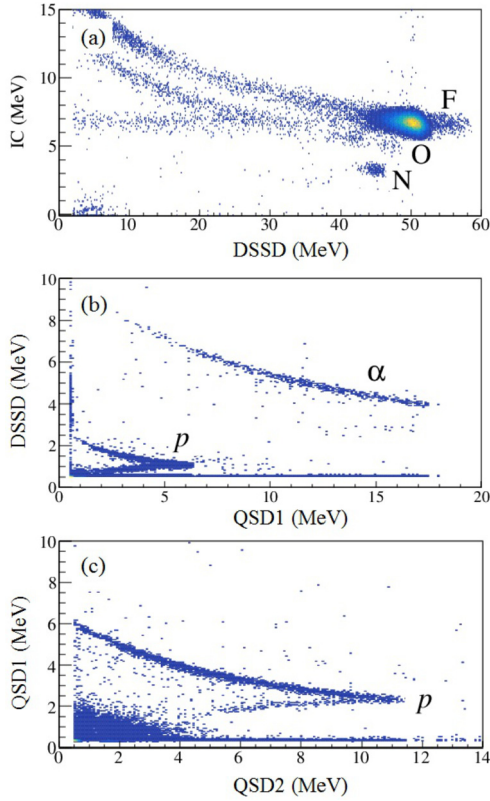 (a)
15
10
5
0
IC (MeV)
F
O
N
0 10 20 30 40 50 60
DSSD (MeV)
(b)
10
8
6
4
2
0
DSSD (MeV)
α
p
0 5 10 15 20
QSD1 (MeV)
(c)
10
8
6
4
2
0
QSD1 (MeV)
p
0 2 4 6 8 10 12 14
QSD2 (MeV)